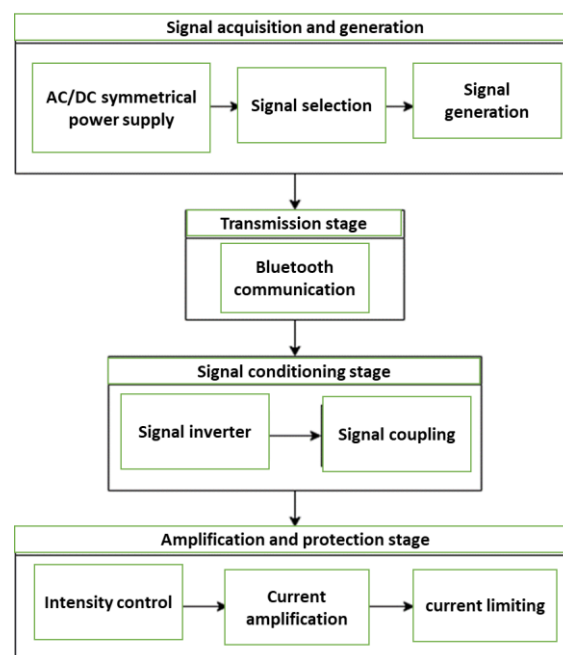 Signal acquisition and generation
AC/DC symmetrical
power supply
Signal selection
Signal
generation
Transmission stage
Bluetooth
communication
Signal conditioning stage
Signal inverter
Signal coupling
Amplification and protection stage
Intensity control
Current
amplification
current limiting